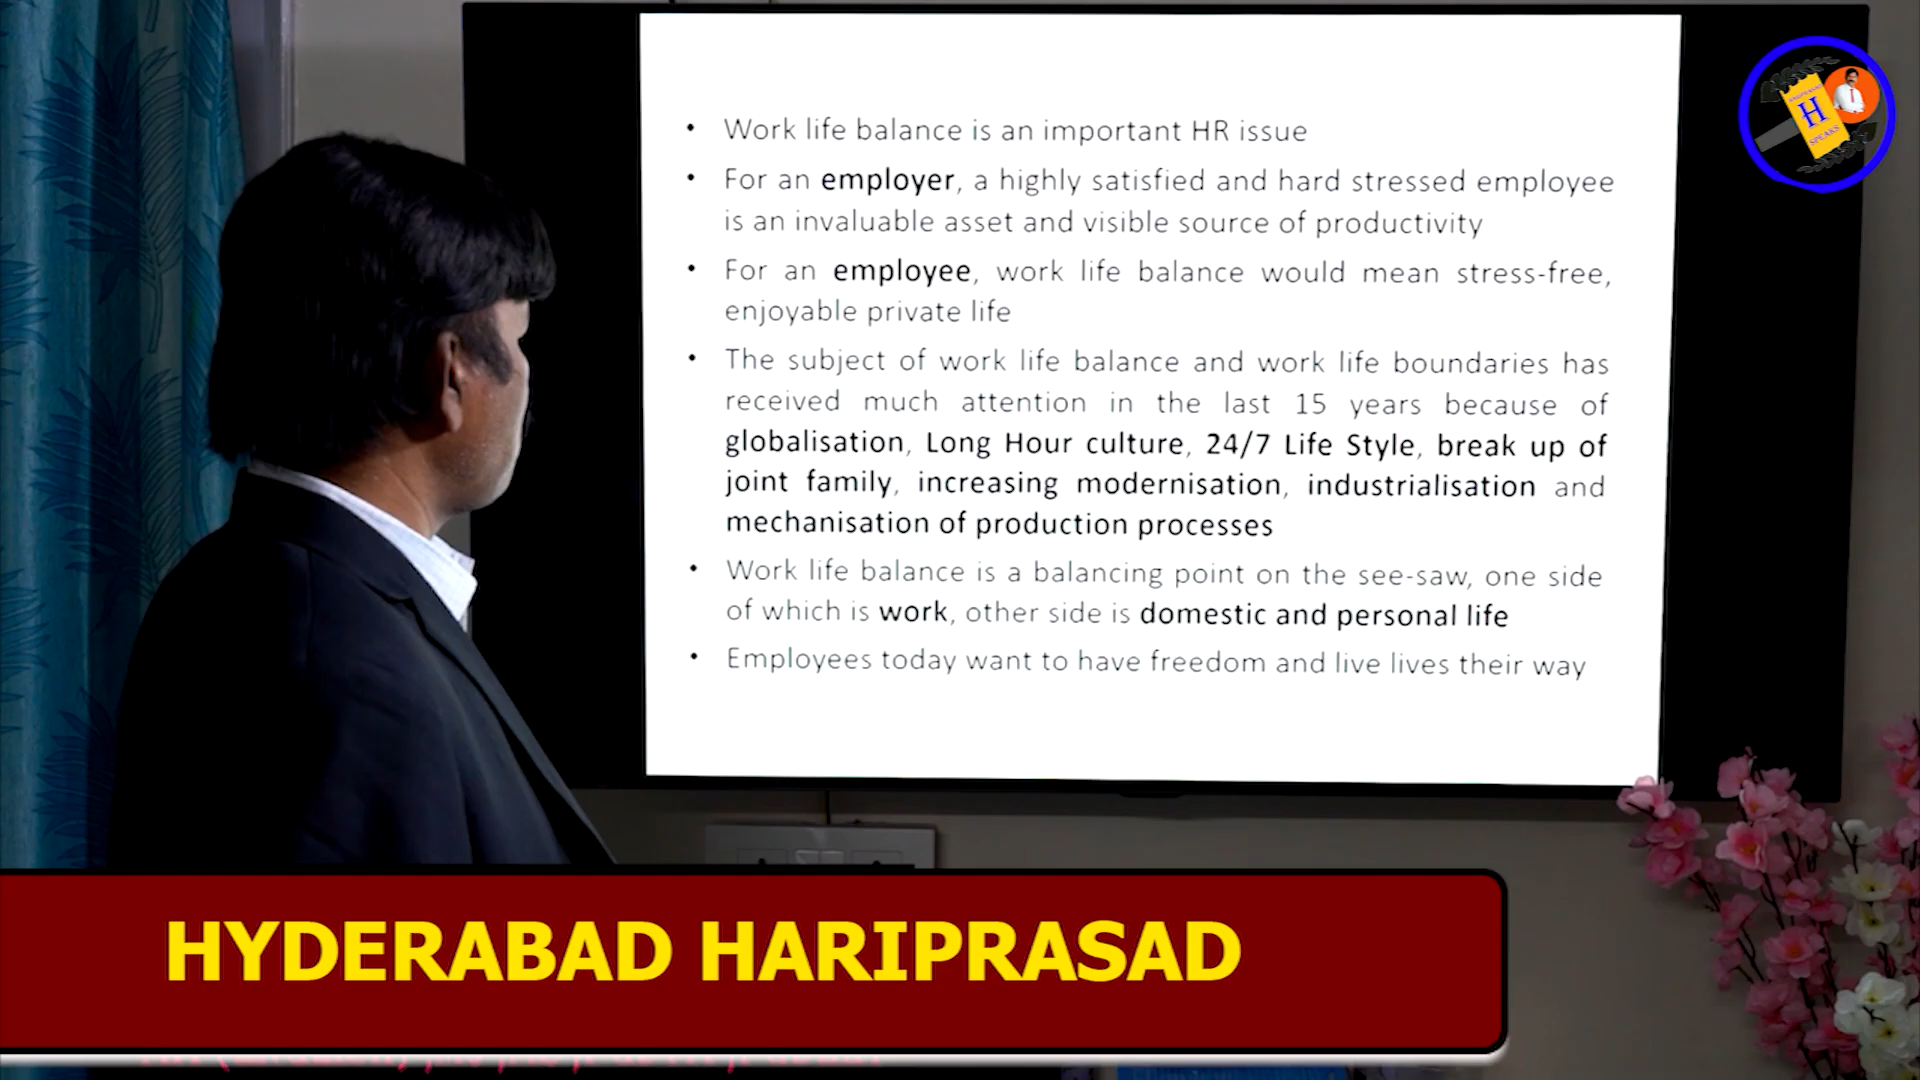 • Work life balance is an important HR issue
• For an employer, a highly satisfied and hard stressed employee
is an invaluable asset and visible source of productivity
• For an employee, work life balance would mean stress-free,
enjoyable private life
• The subject of work life balance and work life boundaries has
received much attention in the last 15 years because of
globalisation, Long Hour culture, 24/7 Life Style, break up of
joint family, increasing modernisation, industrialisation and
mechanisation of production processes
• Work life balance is a balancing point on the see-saw, one side
of which is work, other side is domestic and personal life
• Employees today want to have freedom and live lives their way
H
SPEAKS
HYDERABAD HARIPRASAD